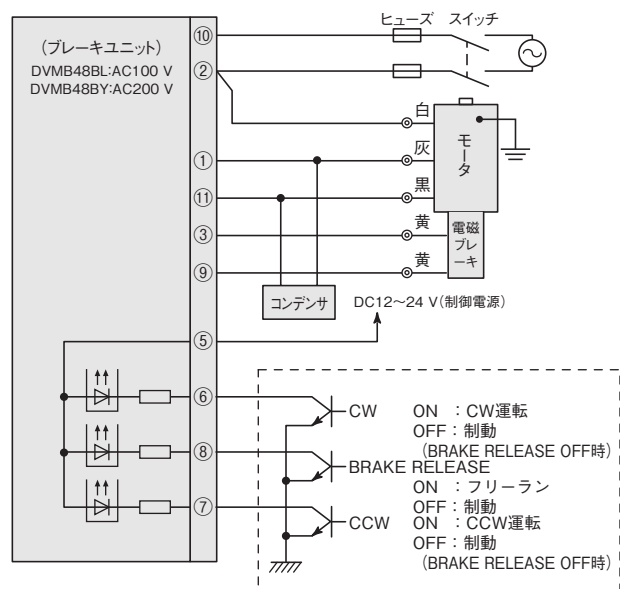 ヒューズ スイッチ
⑩
(ブレーキユニット)
DVMB48BL:AC100 V
DVMB48BY:AC200 V
②
白
①
灰
モータ
⑪
黒
③
黄
電磁
ブレ
ーキ
⑨
黄
コンデンサ
DC12〜24 V(制御電源)
⑤
⑥
CW ON :CW運転
OFF:制動
(BRAKE RELEASE OFF時)
⑧
BRAKE RELEASE
ON :フリーラン
OFF:制動
⑦
CCW ON :CCW運転
OFF:制動
(BRAKE RELEASE OFF時)